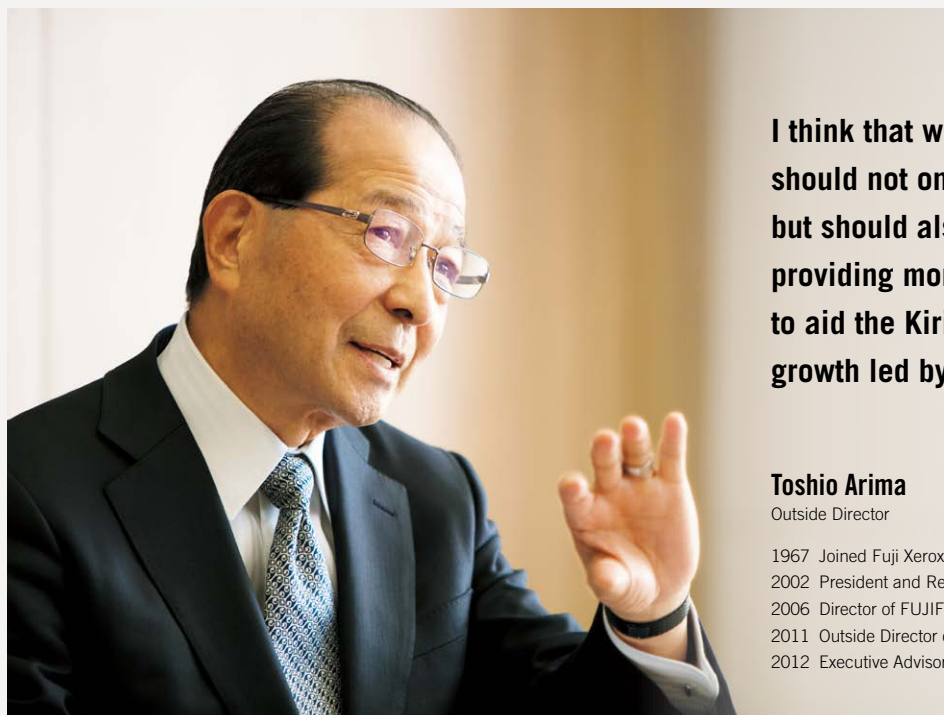 I think that
should not
but should
providing
to aid the
growth led by
Toshio Arima
Outside Director
1967 Joined Fuji Xerox
2002 President and
2006 Director of
2011 Outside Director
2012 Executive Advisor